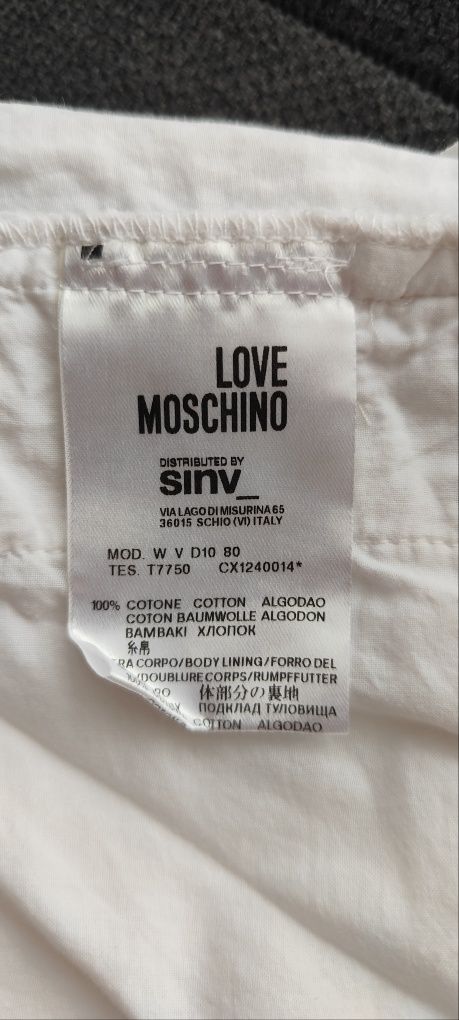 LOVE
MOSCHINO
DISTRIBUTED BY
sinv_
VIA LAGO DI MISURINA 65
36015 SCHIO (VI) ITALY
MOD. W V D10 80
TES. T7750 CX1240014*
100% COTONE COTTON ALGODAO
COTON BAUMWOLLE ALGODON
BAMBAKI ХЛОПОК
CORPO/BODY LINING/FORRO DEL
/DOUBLURE CORPS/RUMPFFUTTER
体部分の裏地
ПОДКЛАД ТУЛОВИЩА
COTTON ALGODAO